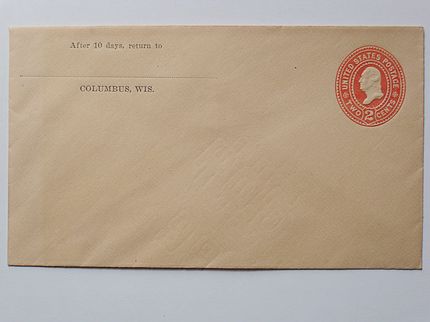 After 10 days, return to
COLUMBUS, WIS.
UNITED STATES POSTAGE
2
TWO CENTS